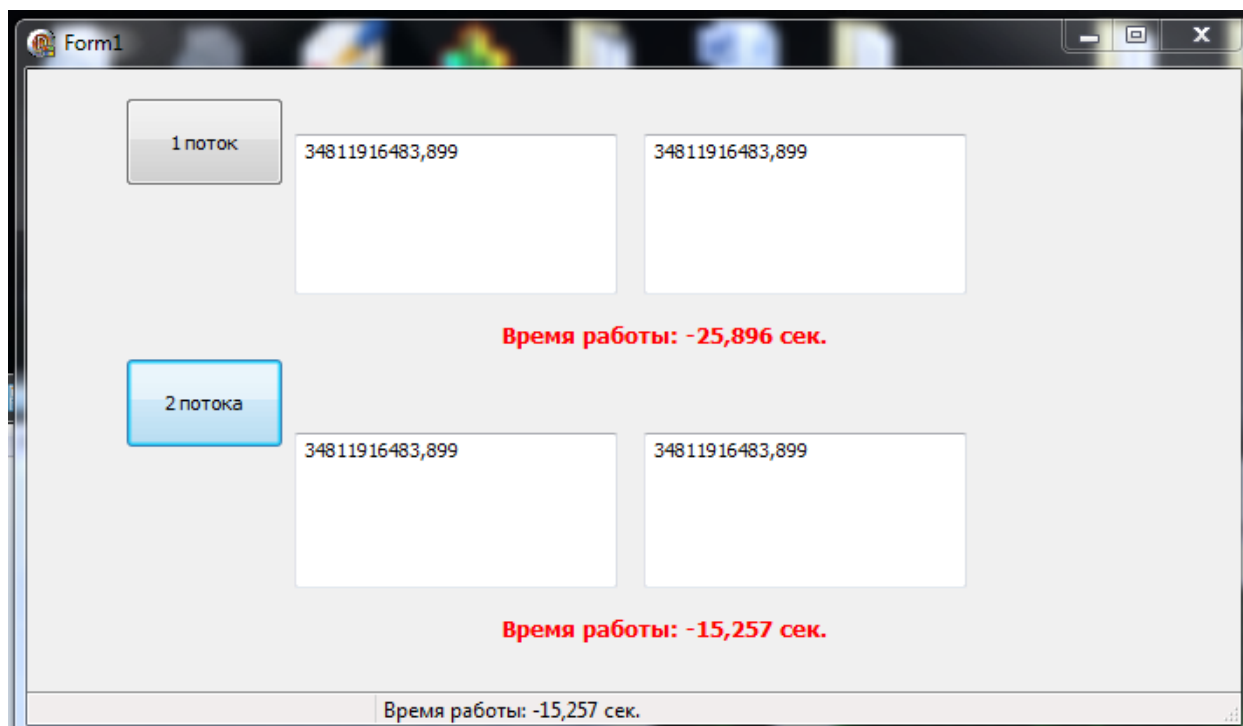 Form1
1 поток
34811916483,899
34811916483,899
Время работы: -25,896 сек.
2 потока
34811916483,899
34811916483,899
Время работы: -15,257 сек.
Время работы: -15,257 сек.